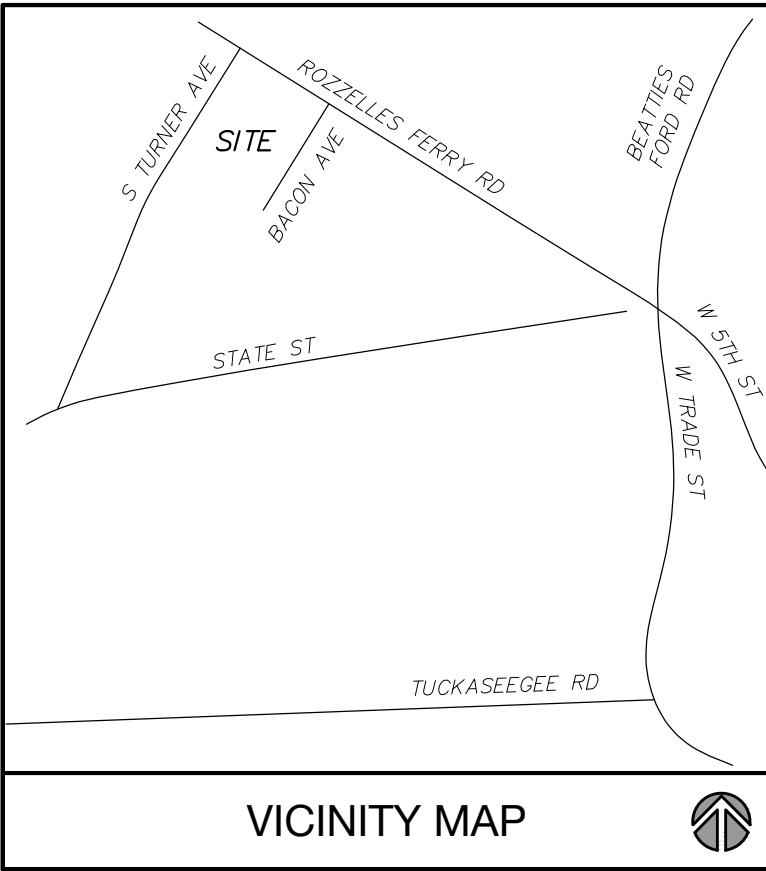 S TURNER AVE
ROZZELLES FERRY RD
BEATTIES
FORD RD
SITE
BACON AVE
STATE ST
W 5TH ST
W TRADE ST
TUCKASEEGEE RD
VICINITY MAP